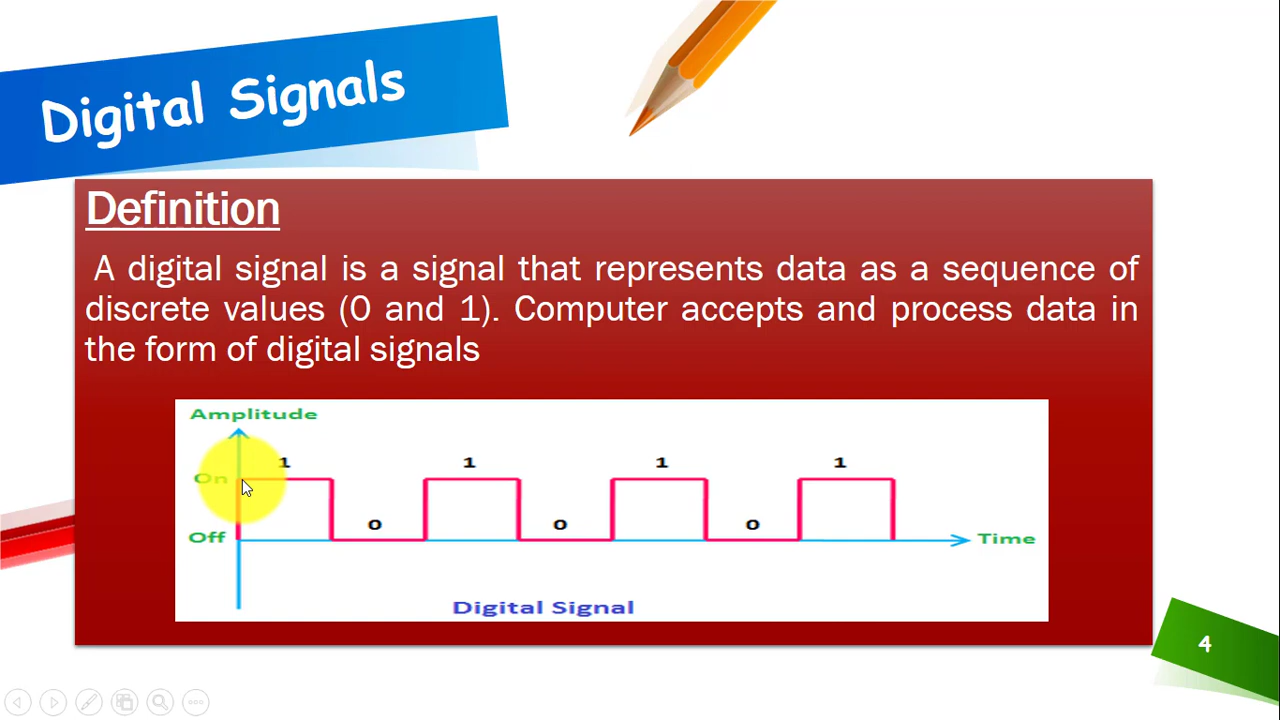 Digital Signals
Definition
A digital signal is a signal that represents data as a sequence of
discrete values (0 and 1). Computer accepts and process data in
the form of digital signals
Amplitude
1 1 1 1
On
0 0 0
Off Time
Digital Signal
4